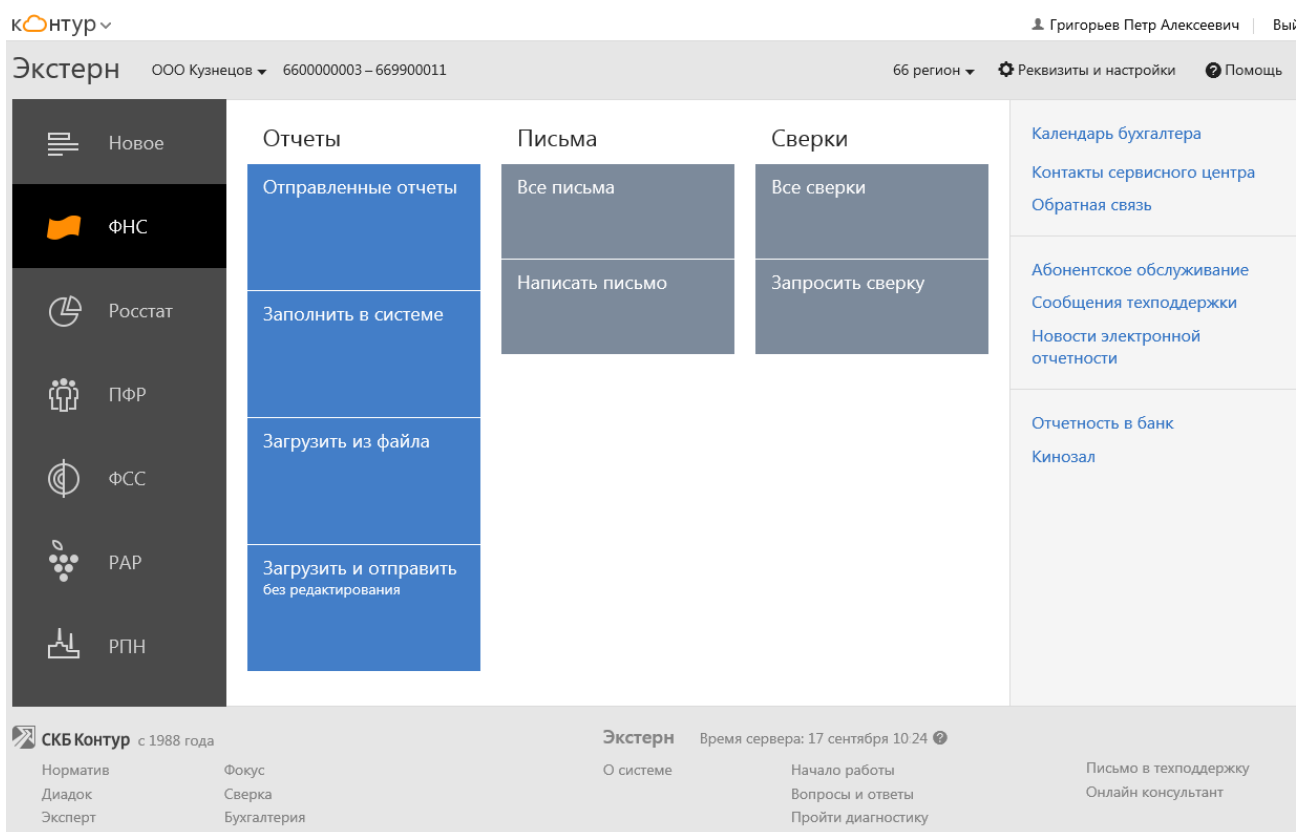 контур
Григорьев Петр Алексеевич
Экстерн ООО Кузнецов 6600000003 – 669900011 66 регион Реквизиты и настройки Помощь
Новое
ФНС
Росстат
ПФР
ФСС
РАР
РПН
Отчеты
Отправленные отчеты
Заполнить в системе
Загрузить из файла
Загрузить и отправить
без редактирования
Письма
Все письма
Написать письмо
Сверки
Все сверки
Запросить сверку
Календарь бухгалтера
Контакты сервисного центра
Обратная связь
Абонентское обслуживание
Сообщения техподдержки
Новости электронной
отчетности
Отчетность в банк
Кинозал
СКБ Контур с 1988 года
Норматив
Диадок
Эксперт
Фокус
Сверка
Бухгалтерия
Экстерн Время сервера: 17 сентября 10:24
О системе
Начало работы
Вопросы и ответы
Пройти диагностику
Письмо в техподдержку
Онлайн консультант